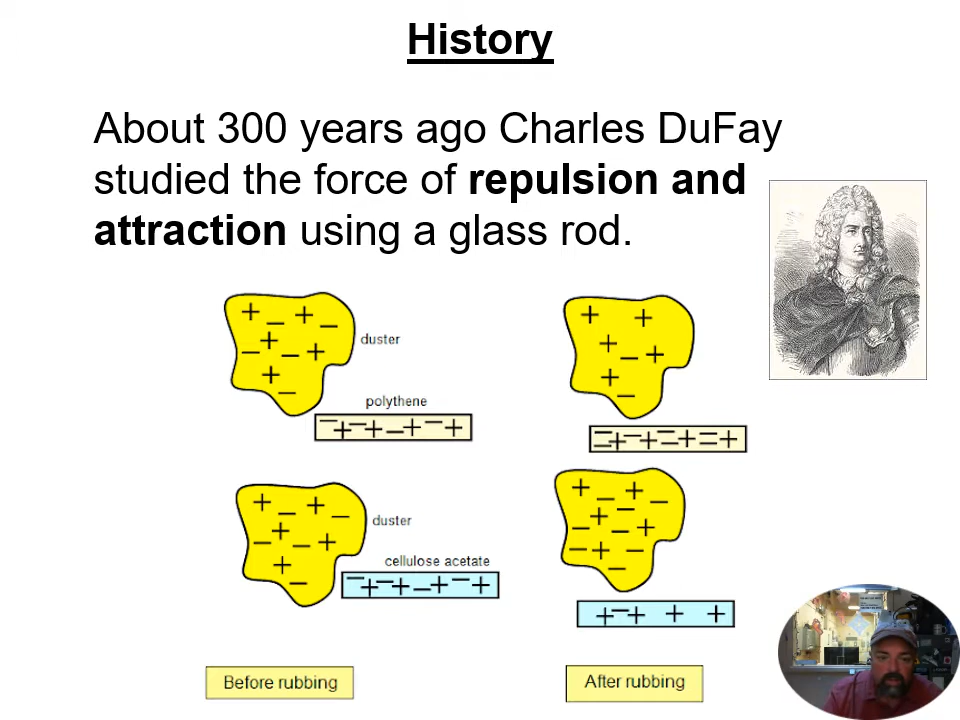 History
About 300 years ago Charles DuFay
studied the force of repulsion and
attraction using a glass rod.
duster
polythene
duster
cellulose acetate
Before rubbing
After rubbing